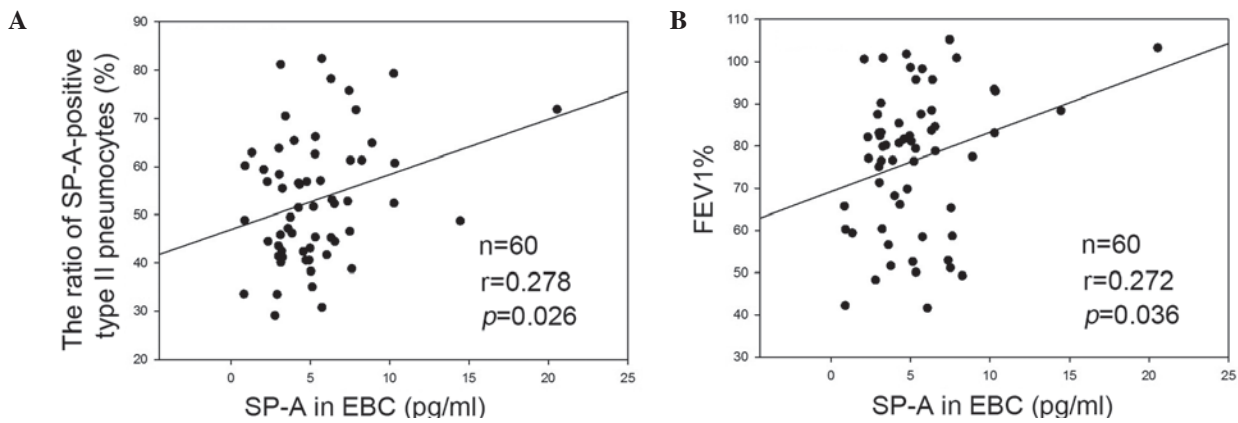 A
The ratio of SP-A-positive
type II pneumocytes (%)
90
80
70
60
50
40
30
20
0
5
10
15
20
25
SP-A in EBC (pg/ml)
n=60
r=0.278
p=0.026
B
FEV1%
110
100
90
80
70
60
50
40
30
0
5
10
15
20
25
SP-A in EBC (pg/ml)
n=60
r=0.272
p=0.036